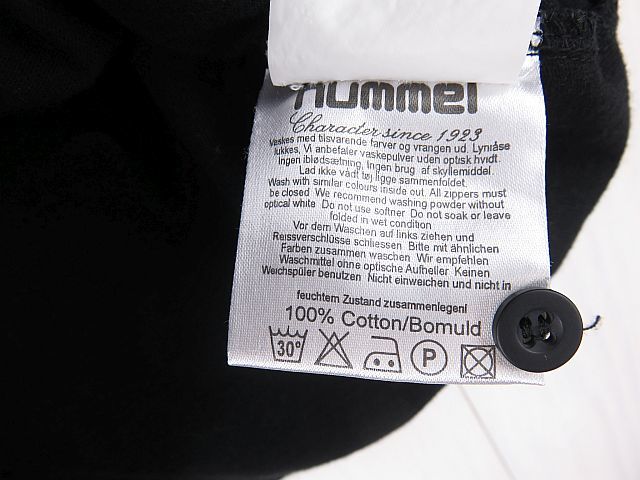 hummel
Character since 1923
Vaskes med tilsvarende farver og vrangen ud. Lynlåse
lukkes, Vi anbefaler vaskepulver uden optisk hvidt.
Ingen iblødsætning, Ingen brug af skyllemiddel.
Lad ikke vådt tøj ligge sammenfoldet.
Wash with similar colours inside out. All zippers must
be closed We recommend washing powder without
optical white Do not use softner Do not soak or leave
folded in wet condition
Vor dem Waschen auf links ziehen und
Reissverschlüsse schliessen Bitte mit ähnlichen
Farben zusammen waschen Wir empfehlen
Waschmittel ohne optische Aufheller Keinen
Weichspüler benutzen Nicht einweichen und nicht in
feuchtem Zustand zusammenlegen!
100% Cotton/Bomuld
30° P